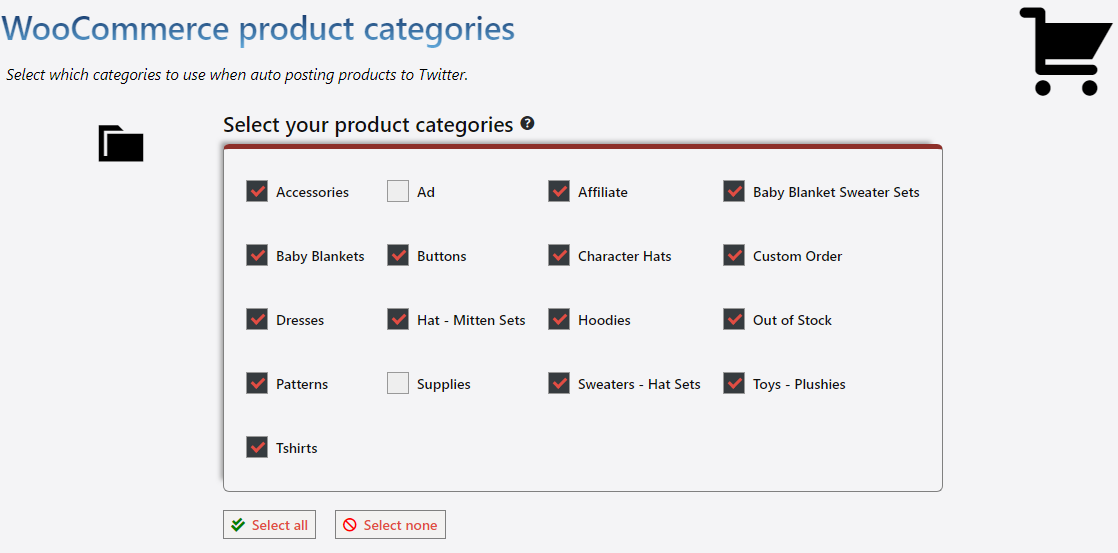 WooCommerce product categories
Select which categories to use when auto posting products to Twitter.
Select your product categories ?
Accessories Ad Affiliate Baby Blanket Sweater Sets
Baby Blankets Buttons Character Hats Custom Order
Dresses Hat - Mitten Sets Hoodies Out of Stock
Patterns Supplies Sweaters - Hat Sets Toys - Plushies
Tshirts
Select all Select none